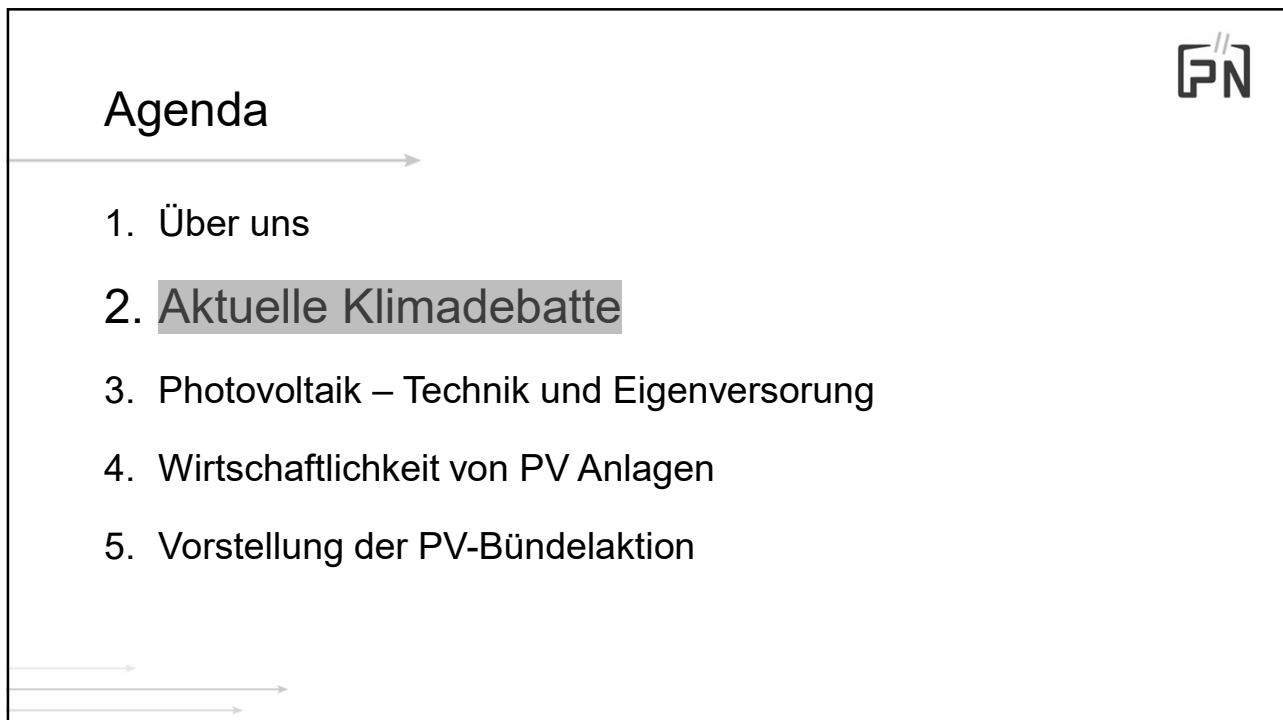 PN
Agenda
1. Über uns
2. Aktuelle Klimadebatte
3. Photovoltaik – Technik und Eigenversorung
4. Wirtschaftlichkeit von PV Anlagen
5. Vorstellung der PV-Bündelaktion